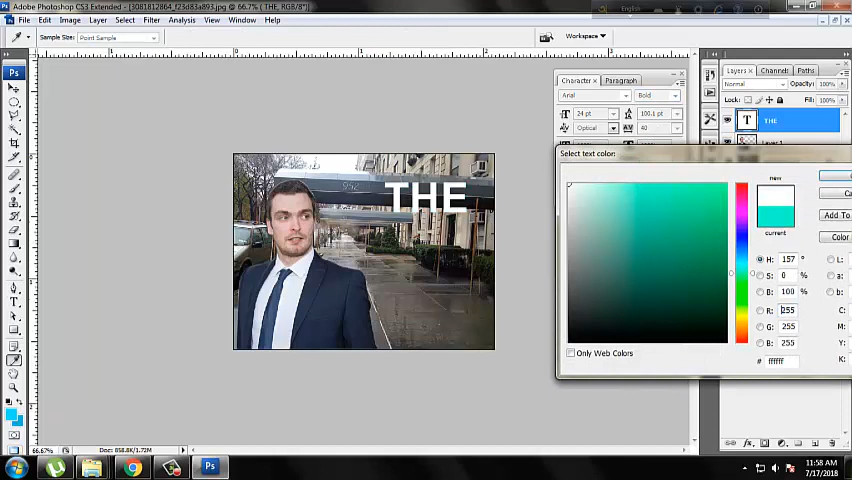 Adobe Photoshop CS3 Extended - [3081812864_f23d83a893.jpg @ 66.7% ( THE, RGB/8*)]
English
File Edit Image Layer Select Filter Analysis View Window Help
Sample Size: Point Sample
Workspace
Character Paragraph
Arial Bold
24 pt 100.1 pt
Optical 40
Layers Channels Paths
Normal Opacity: 100%
Lock: Fill: 100%
T THE
Layer 1
Select text color:
new
current
Add To
Color
H: 157 °
S: 0 %
B: 100 %
R: 255
G: 255
B: 255
# ffffff
L:
a:
b:
C:
M:
Y:
K:
Only Web Colors
952
THE
66.67% Doc: 858.8K/1.72M
11:58 AM
7/17/2018